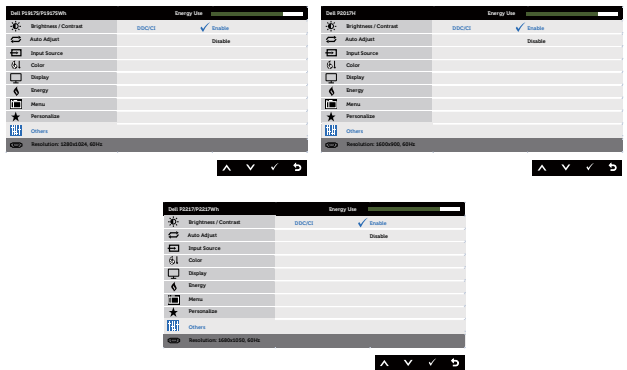 Dell P1917S/P1917SWh
Energy Use
Brightness / Contrast
DDC/CI
Enable
Auto Adjust
Disable
Input Source
Color
Display
Energy
Menu
Personalize
Others
Resolution: 1280x1024, 60Hz
Dell P2017H
Energy Use
Brightness / Contrast
DDC/CI
Enable
Auto Adjust
Disable
Input Source
Color
Display
Energy
Menu
Personalize
Others
Resolution: 1600x900, 60Hz
Dell P2217/P2217Wh
Energy Use
Brightness / Contrast
DDC/CI
Enable
Auto Adjust
Disable
Input Source
Color
Display
Energy
Menu
Personalize
Others
Resolution: 1680x1050, 60Hz